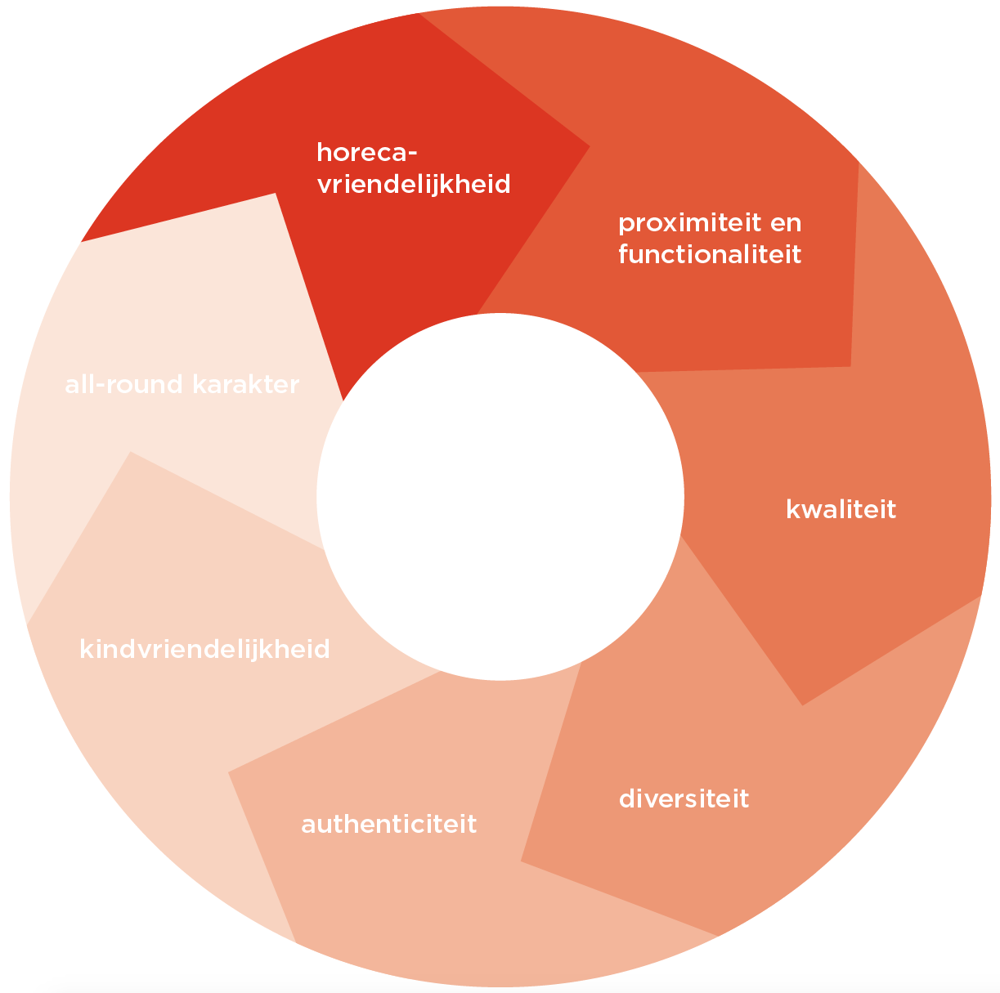 horeca-
vriendelijkheid
proximiteit en
functionaliteit
kwaliteit
diversiteit
authenticiteit
kindvriendelijkheid
all-round karakter